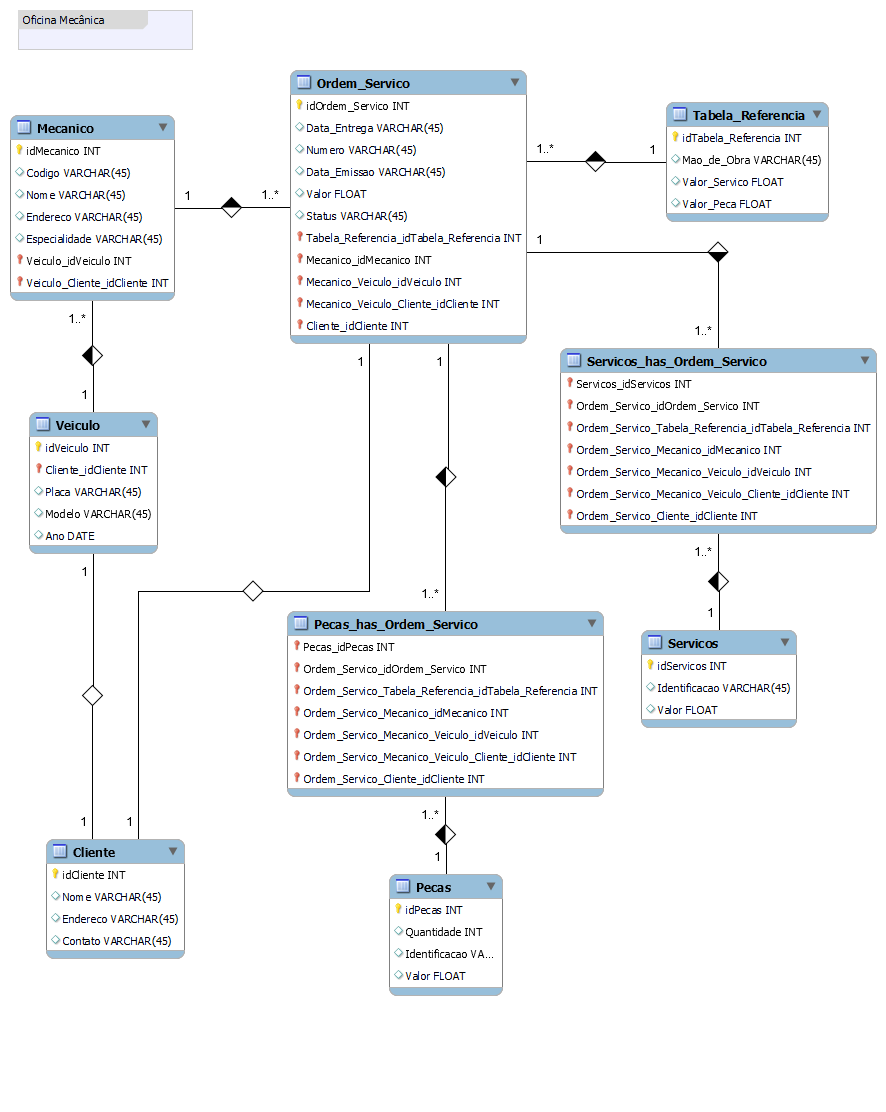 Oficina Mecânica
Ordem_Servico
idOrdem_Servico INT
Data_Entrega VARCHAR(45)
Numero VARCHAR(45)
Data_Emissao VARCHAR(45)
Valor FLOAT
Status VARCHAR(45)
Tabela_Referencia_idTabela_Referencia INT
Mecanico_idMecanico INT
Mecanico_Veiculo_idVeiculo INT
Mecanico_Veiculo_Cliente_idCliente INT
Cliente_idCliente INT
Tabela_Referencia
idTabela_Referencia INT
Mao_de_Obra VARCHAR(45)
Valor_Servico FLOAT
Valor_Peca FLOAT
1..*
1
Mecanico
idMecanico INT
Codigo VARCHAR(45)
Nome VARCHAR(45)
Endereco VARCHAR(45)
Especialidade VARCHAR(45)
Veiculo_idVeiculo INT
Veiculo_Cliente_idCliente INT
1
1..*
1
1..*
1..*
1
Servicos_has_Ordem_Servico
Servicos_idServicos INT
Ordem_Servico_idOrdem_Servico INT
Ordem_Servico_Tabela_Referencia_idTabela_Referencia INT
Ordem_Servico_Mecanico_idMecanico INT
Ordem_Servico_Mecanico_Veiculo_idVeiculo INT
Ordem_Servico_Mecanico_Veiculo_Cliente_idCliente INT
Ordem_Servico_Cliente_idCliente INT
1
1
Veiculo
idVeiculo INT
Cliente_idCliente INT
Placa VARCHAR(45)
Modelo VARCHAR(45)
Ano DATE
1..*
1
1
1..*
Servicos
idServicos INT
Identificacao VARCHAR(45)
Valor FLOAT
Pecas_has_Ordem_Servico
Pecas_idPecas INT
Ordem_Servico_idOrdem_Servico INT
Ordem_Servico_Tabela_Referencia_idTabela_Referencia INT
Ordem_Servico_Mecanico_idMecanico INT
Ordem_Servico_Mecanico_Veiculo_idVeiculo INT
Ordem_Servico_Mecanico_Veiculo_Cliente_idCliente INT
Ordem_Servico_Cliente_idCliente INT
1
1
1..*
1
Cliente
idCliente INT
Nome VARCHAR(45)
Endereco VARCHAR(45)
Contato VARCHAR(45)
Pecas
idPecas INT
Quantidade INT
Identificacao VA...
Valor FLOAT